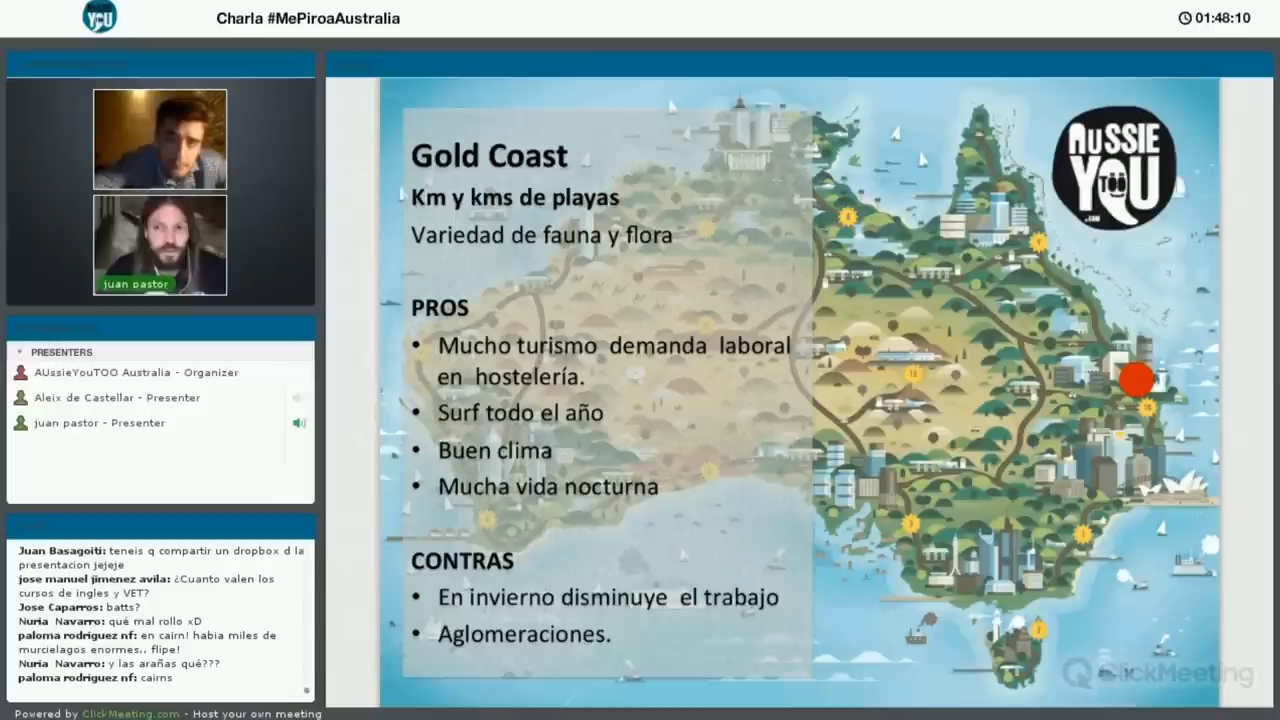 YOU
Charla #MePiroaAustralia
01:48:10
juan pastor
PRESENTERS
AUssieYouTOO Australia - Organizer
Aleix de Castellar - Presenter
juan pastor - Presenter
Juan Basagoiti: teneis q compartir un dropbox d la
presentacion jejeje
jose manuel jimenez avila: ¿Cuanto valen los
cursos de ingles y VET?
Jose Caparros: batts?
Nuria Navarro: qué mal rollo xD
paloma rodriguez nf: en cairn! habia miles de
murcielagos enormes.. flipe!
Nuria Navarro: y las arañas qué???
paloma rodriguez nf: cairns
Powered by ClickMeeting.com - Host your own meeting
Gold Coast
Km y kms de playas
Variedad de fauna y flora
PROS
• Mucho turismo demanda laboral
en hostelería.
• Surf todo el año
• Buen clima
• Mucha vida nocturna
CONTRAS
• En invierno disminuye el trabajo
• Aglomeraciones.
AUSSIE
YOU
TOO
.COM
ClickMeeting